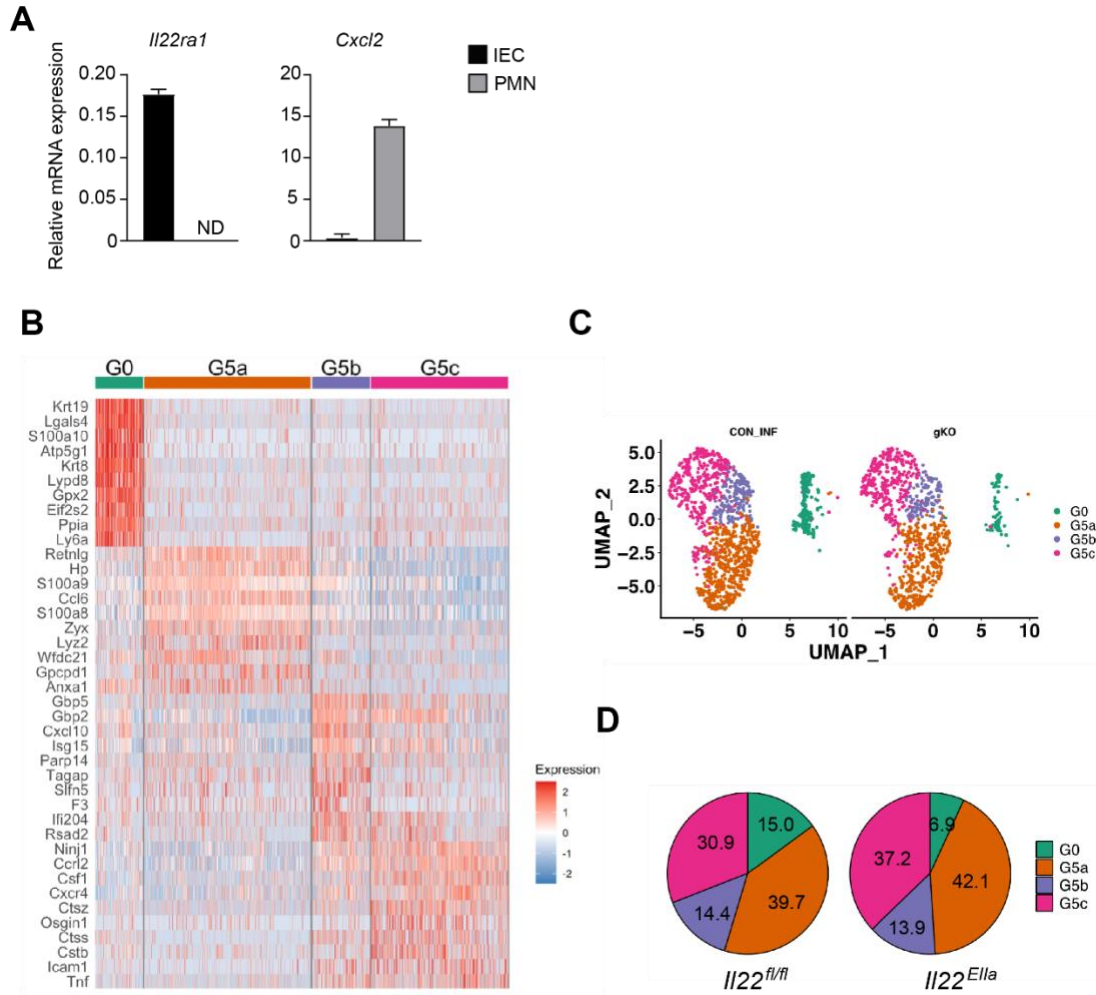 A
Il22ra1
Cxcl2
IEC
PMN
Relative mRNA expression
0.20
0.15
0.10
0.05
0
ND
20
15
10
5
0
B
G0 G5a G5b G5c
Krt19
Lgals4
S100a10
Atp5g1
Krt8
Lypd8
Gpx2
Eif2s2
Ppia
Ly6a
Retnlg
Hp
S100a9
Ccl6
S100a8
Zyx
Lyz2
Wfdc21
Gpcpd1
Anxa1
Gbp5
Gbp2
Cxcl10
Isg15
Parp14
Tagap
Slfn5
F3
Ifi204
Rsad2
Ninj1
Ccrl2
Csf1
Cxcr4
Ctsz
Osgin1
Ctss
Cstb
Icam1
Tnf
Expression
2
1
0
-1
-2
C
CON_INF gKO
UMAP_2
5.0
2.5
0.0
−2.5
−5.0
−5 0 5 10 −5 0 5 10
UMAP_1
G0
G5a
G5b
G5c
D
15.0
39.7
14.4
30.9
Il22fl/fl
6.9
42.1
13.9
37.2
Il22EIIa
G0
G5a
G5b
G5c